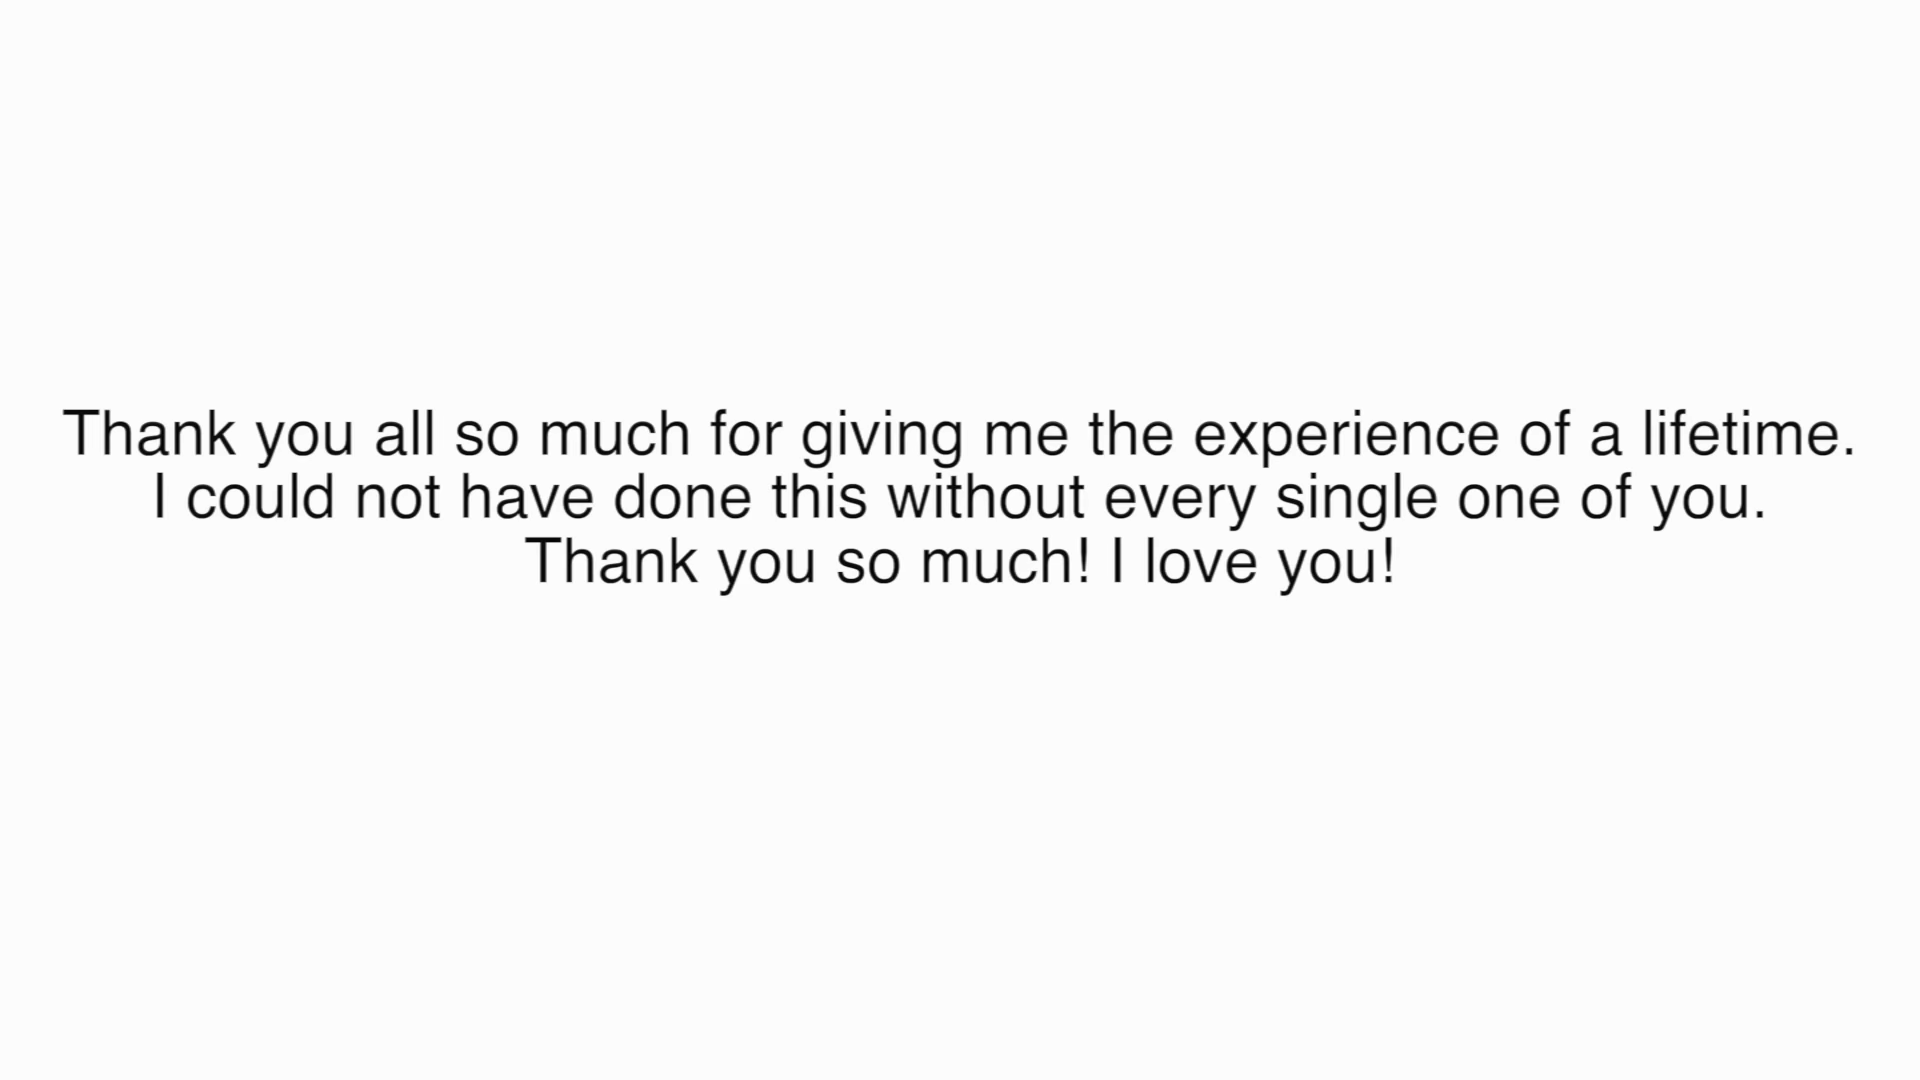 Thank you all so much for giving me the experience of a lifetime.
I could not have done this without every single one of you.
Thank you so much! I love you!